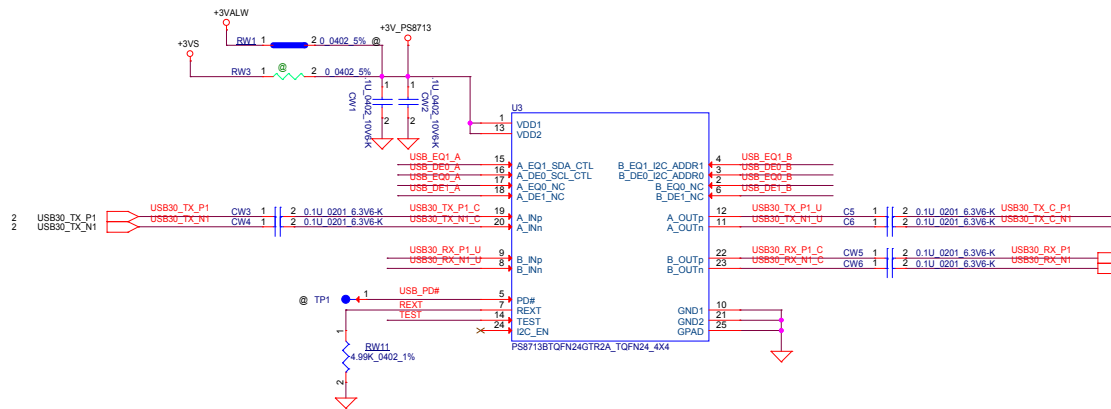 +3VALW
+3V_PS8713
+3VS
RW1 1 2 0_0402_5% @
@
RW3 1 2 0_0402_5%
1 2 CW1 .1U_0402_10V6-K
1 2 CW2 .1U_0402_10V6-K
U3
1 VDD1
13 VDD2
USB_EQ1_A 15 A_EQ1_SDA_CTL B_EQ1_I2C_ADDR1 4 USB_EQ1_B
USB_DE0_A 16 A_DE0_SCL_CTL B_DE0_I2C_ADDR0 3 USB_DE0_B
USB_EQ0_A 17 A_EQ0_NC B_EQ0_NC 2 USB_EQ0_B
USB_DE1_A 18 A_DE1_NC B_DE1_NC 6 USB_DE1_B
2 USB30_TX_P1 USB30_TX_P1 CW3 1 2 0.1U_0201_6.3V6-K USB30_TX_P1_C 19 A_INp A_OUTp 12 USB30_TX_P1_U C5 1 2 0.1U_0201_6.3V6-K USB30_TX_C_P1
2 USB30_TX_N1 USB30_TX_N1 CW4 1 2 0.1U_0201_6.3V6-K USB30_TX_N1_C 20 A_INn A_OUTn 11 USB30_TX_N1_U C6 1 2 0.1U_0201_6.3V6-K USB30_TX_C_N1
USB30_RX_P1_U 9 B_INp B_OUTp 22 USB30_RX_P1_C CW5 1 2 0.1U_0201_6.3V6-K USB30_RX_P1
USB30_RX_N1_U 8 B_INn B_OUTn 23 USB30_RX_N1_C CW6 1 2 0.1U_0201_6.3V6-K USB30_RX_N1
@ TP1 1 USB_PD# 5 PD#
REXT 7 REXT GND1 10
TEST 14 TEST GND2 21
24 I2C_EN GPAD 25
PS8713BTQFN24GTR2A_TQFN24_4X4
1 2 RW11
4.99K_0402_1%